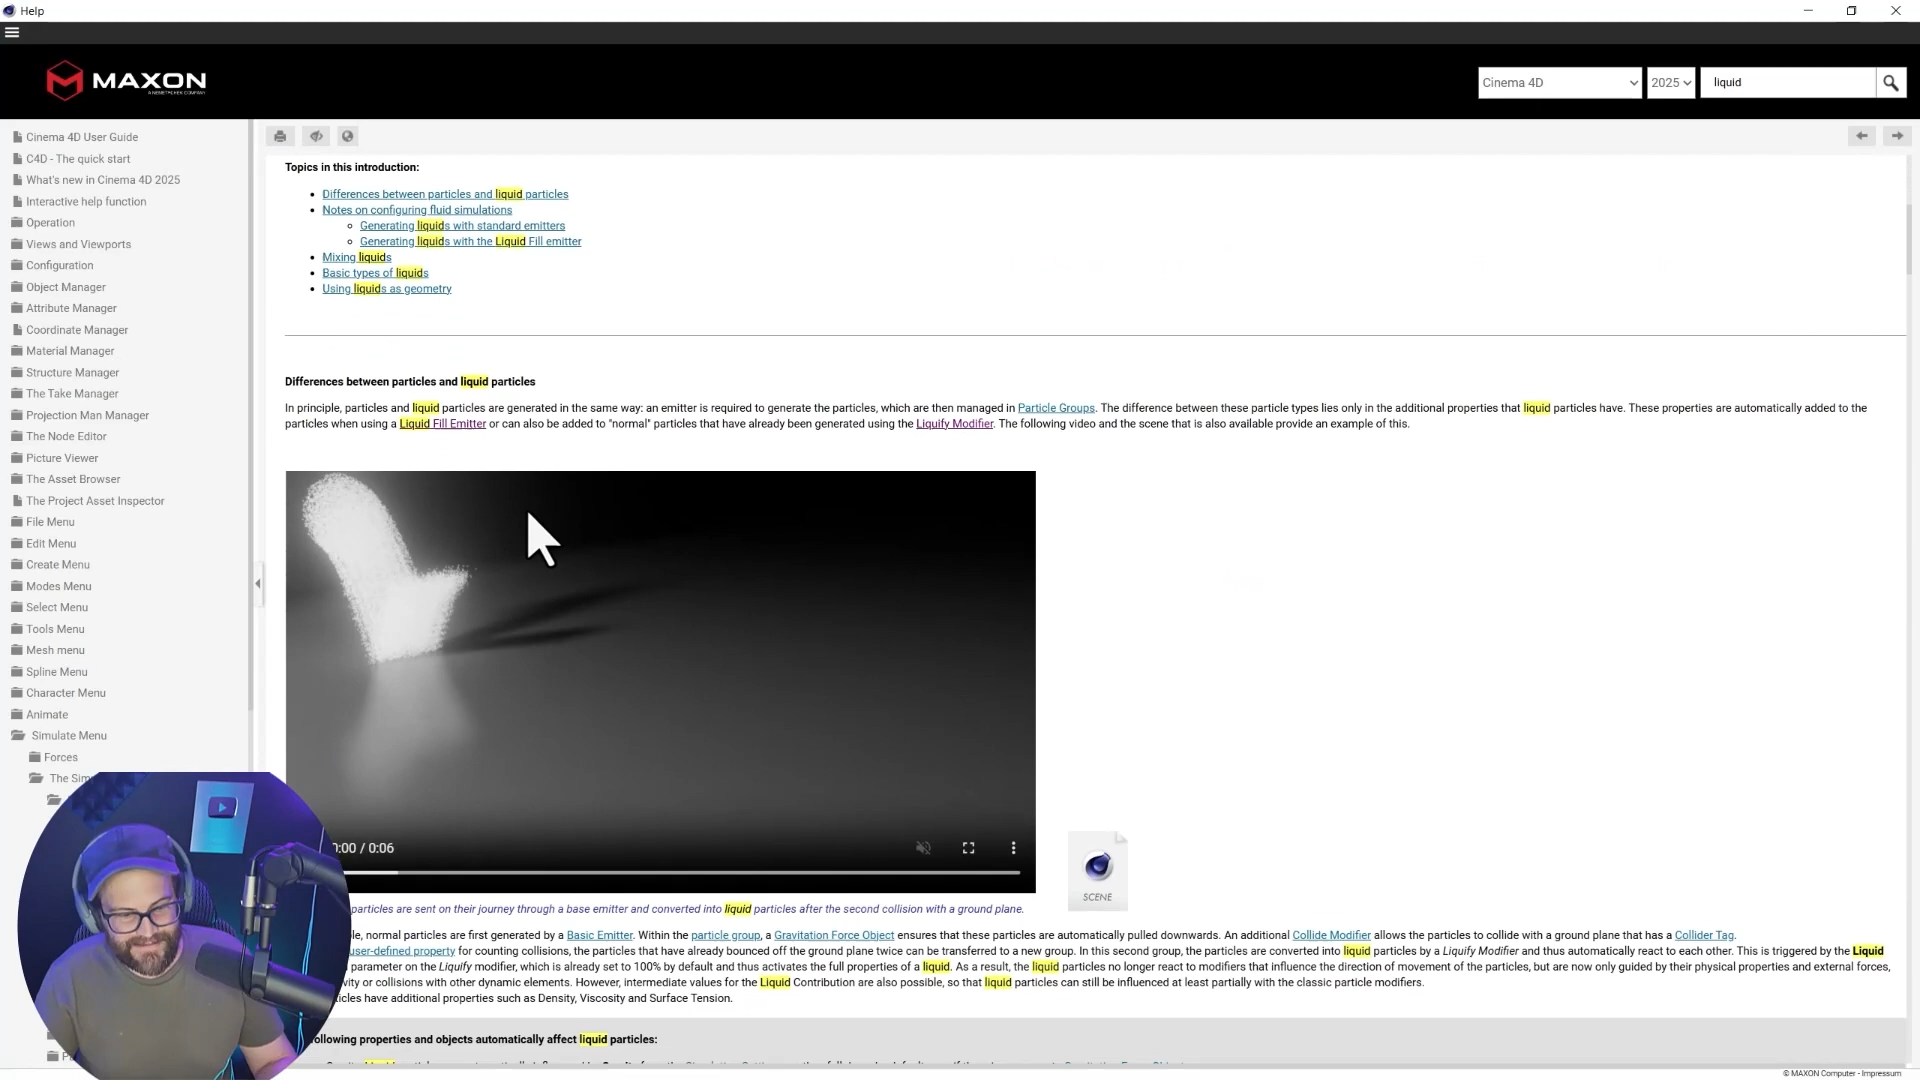 Help
MAXON
A NEMETSCHEK COMPANY
Cinema 4D
2025
liquid
Cinema 4D User Guide
C4D - The quick start
What's new in Cinema 4D 2025
Interactive help function
Operation
Views and Viewports
Configuration
Object Manager
Attribute Manager
Coordinate Manager
Material Manager
Structure Manager
The Take Manager
Projection Man Manager
The Node Editor
Picture Viewer
The Asset Browser
The Project Asset Inspector
File Menu
Edit Menu
Create Menu
Modes Menu
Select Menu
Tools Menu
Mesh menu
Spline Menu
Character Menu
Animate
Simulate Menu
Forces
The Sim
Topics in this introduction:
Differences between particles and liquid particles
Notes on configuring fluid simulations
Generating liquids with standard emitters
Generating liquids with the Liquid Fill emitter
Mixing liquids
Basic types of liquids
Using liquids as geometry
Differences between particles and liquid particles
In principle, particles and liquid particles are generated in the same way: an emitter is required to generate the particles, which are then managed in Particle Groups. The difference between these particle types lies only in the additional properties that liquid particles have. These properties are automatically added to the
particles when using a Liquid Fill Emitter or can also be added to "normal" particles that have already been generated using the Liquify Modifier. The following video and the scene that is also available provide an example of this.
0:00 / 0:06
SCENE
particles are sent on their journey through a base emitter and converted into liquid particles after the second collision with a ground plane.
le, normal particles are first generated by a Basic Emitter. Within the particle group, a Gravitation Force Object ensures that these particles are automatically pulled downwards. An additional Collide Modifier allows the particles to collide with a ground plane that has a Collider Tag.
user-defined property for counting collisions, the particles that have already bounced off the ground plane twice can be transferred to a new group. In this second group, the particles are converted into liquid particles by a Liquify Modifier and thus automatically react to each other. This is triggered by the Liquid
parameter on the Liquify modifier, which is already set to 100% by default and thus activates the full properties of a liquid. As a result, the liquid particles no longer react to modifiers that influence the direction of movement of the particles, but are now only guided by their physical properties and external forces,
vity or collisions with other dynamic elements. However, intermediate values for the Liquid Contribution are also possible, so that liquid particles can still be influenced at least partially with the classic particle modifiers.
ticles have additional properties such as Density, Viscosity and Surface Tension.
ollowing properties and objects automatically affect liquid particles:
© MAXON Computer - Impressum